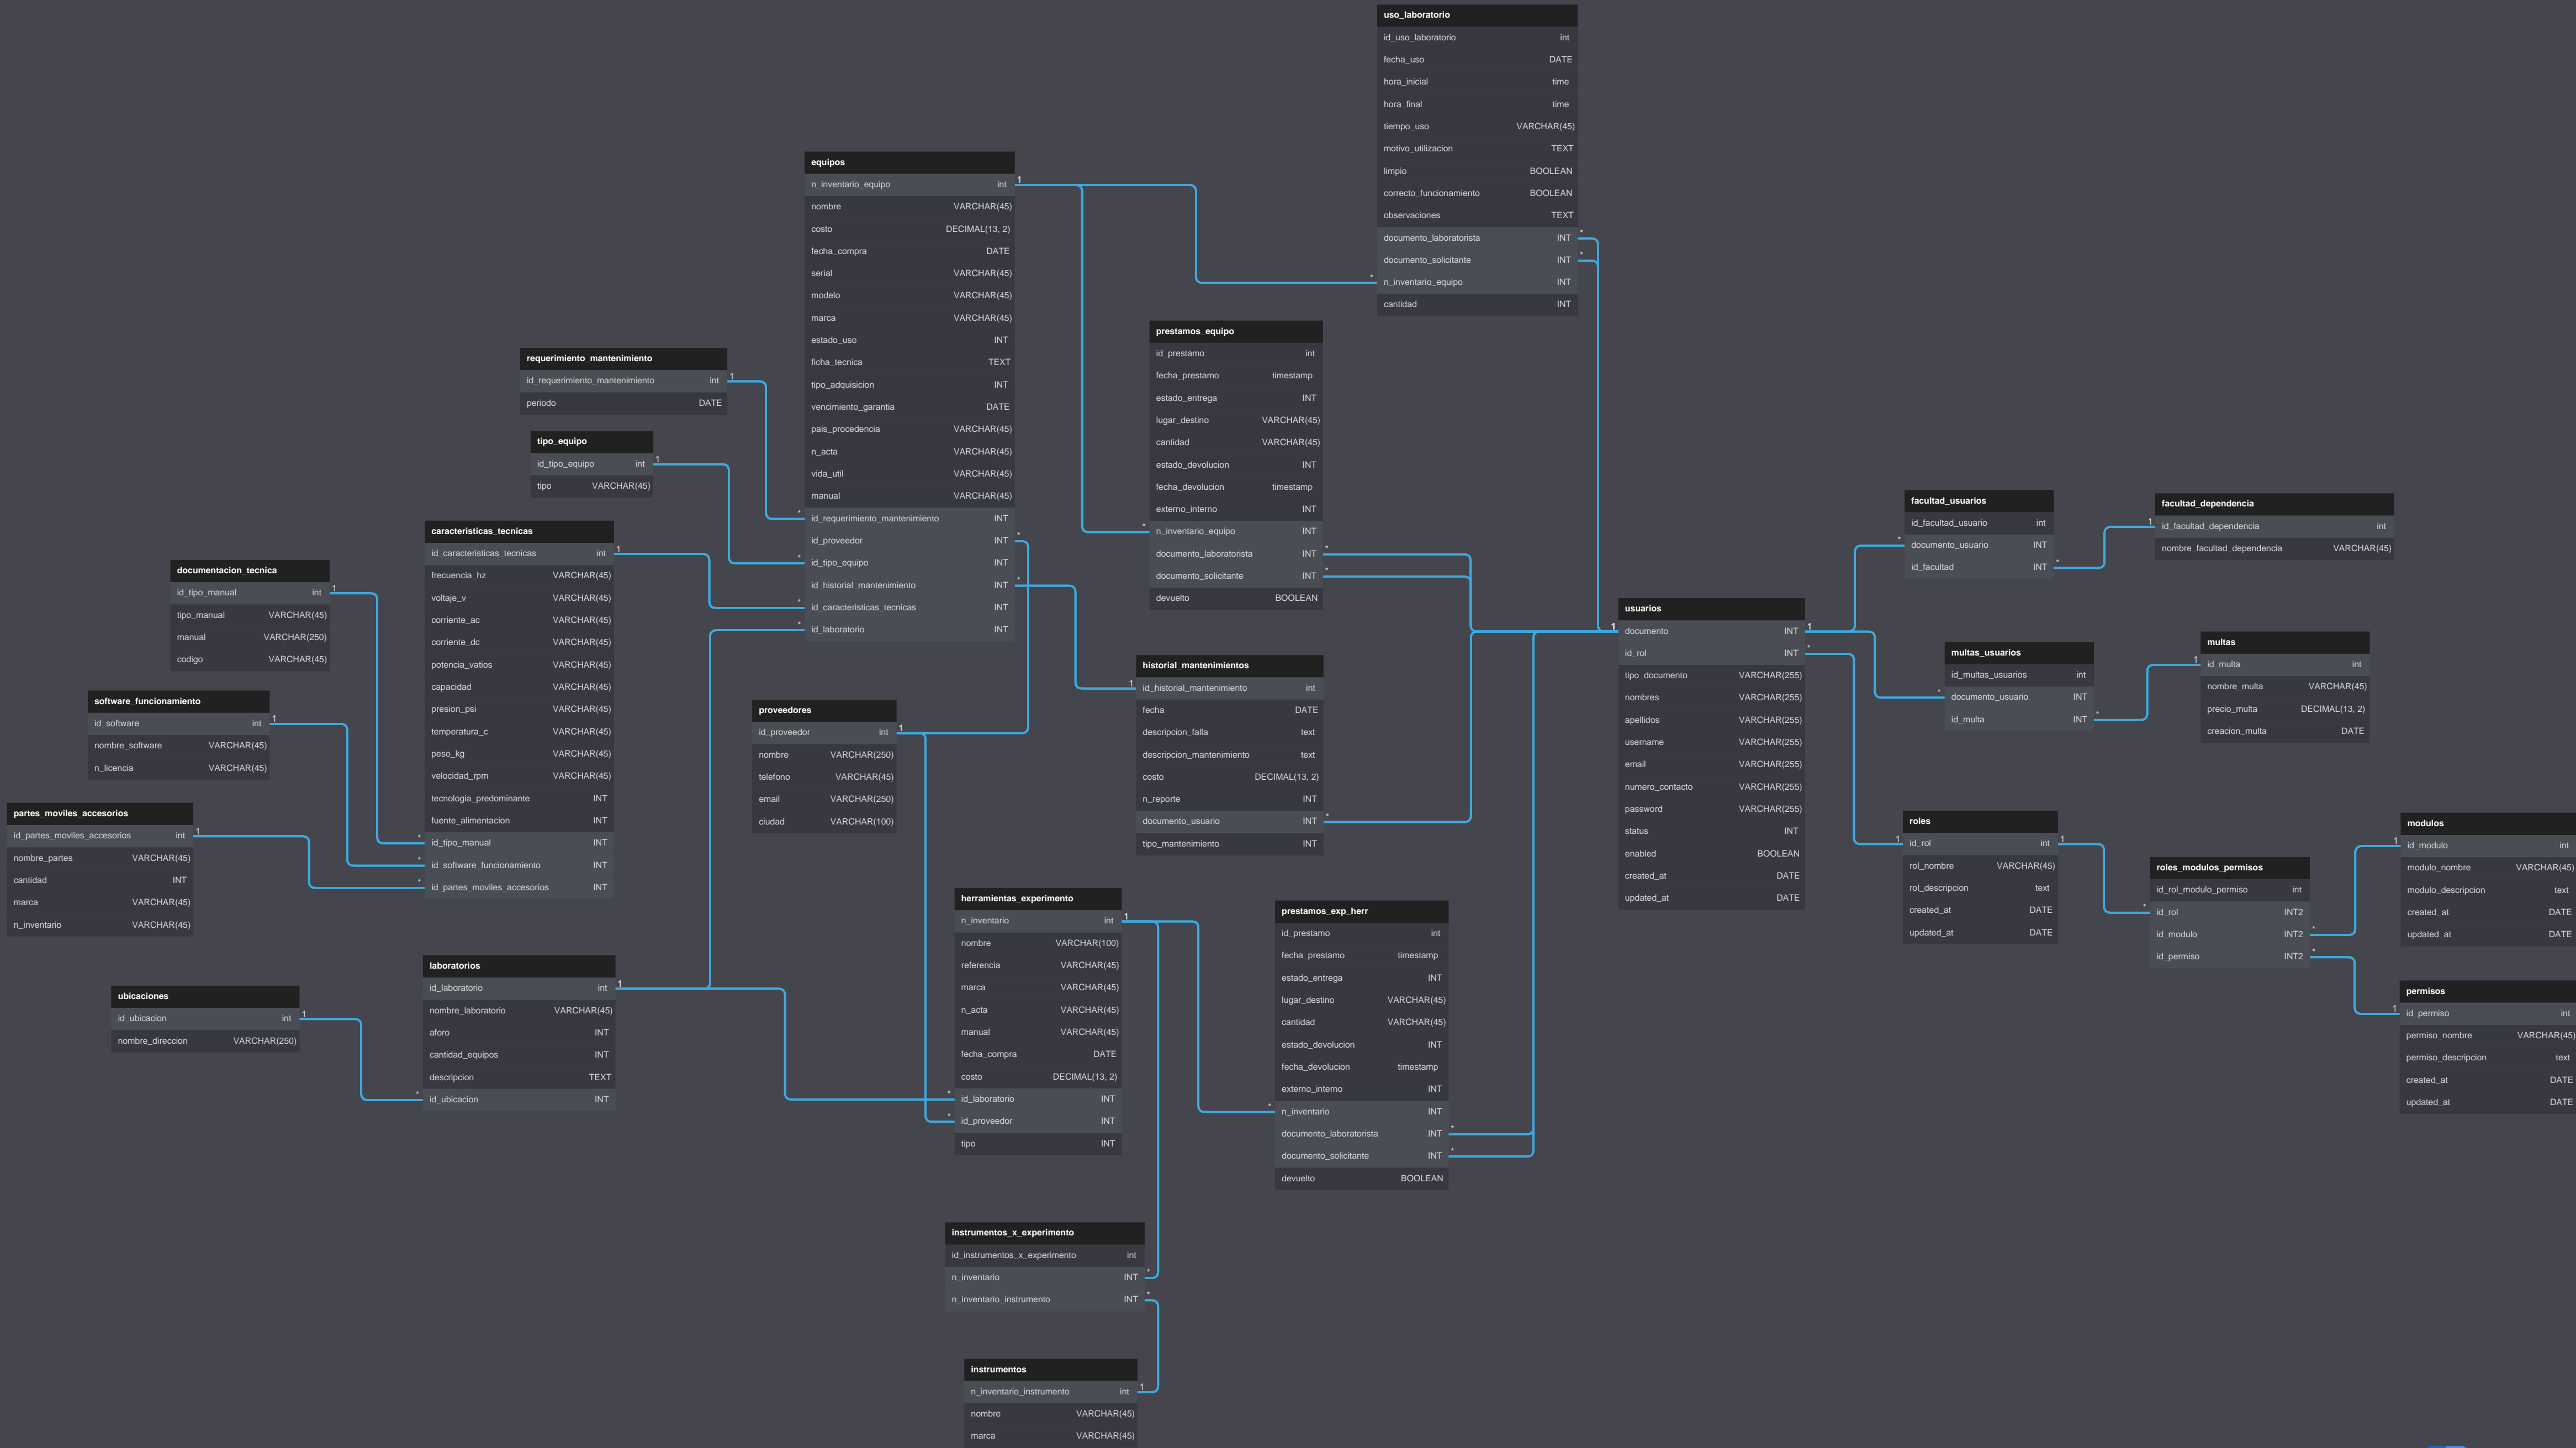 uso_laboratorio
id_uso_laboratorio int
fecha_uso DATE
hora_inicial time
hora_final time
tiempo_uso VARCHAR(45)
motivo_utilizacion TEXT
limpio BOOLEAN
correcto_funcionamiento BOOLEAN
observaciones TEXT
documento_laboratorista INT *
documento_solicitante INT *
* n_inventario_equipo INT
cantidad INT
equipos
n_inventario_equipo int 1
nombre VARCHAR(45)
costo DECIMAL(13, 2)
fecha_compra DATE
serial VARCHAR(45)
modelo VARCHAR(45)
marca VARCHAR(45)
estado_uso INT
ficha_tecnica TEXT
tipo_adquisicion INT
vencimiento_garantia DATE
pais_procedencia VARCHAR(45)
n_acta VARCHAR(45)
vida_util VARCHAR(45)
manual VARCHAR(45)
* id_requerimiento_mantenimiento INT
id_proveedor INT *
* id_tipo_equipo INT
id_historial_mantenimiento INT *
* id_caracteristicas_tecnicas INT
* id_laboratorio INT
prestamos_equipo
id_prestamo int
fecha_prestamo timestamp
estado_entrega INT
lugar_destino VARCHAR(45)
cantidad VARCHAR(45)
estado_devolucion INT
fecha_devolucion timestamp
externo_interno INT
* n_inventario_equipo INT
documento_laboratorista INT *
documento_solicitante INT *
devuelto BOOLEAN
requerimiento_mantenimiento
id_requerimiento_mantenimiento int 1
periodo DATE
tipo_equipo
id_tipo_equipo int 1
tipo VARCHAR(45)
caracteristicas_tecnicas
id_caracteristicas_tecnicas int 1
frecuencia_hz VARCHAR(45)
voltaje_v VARCHAR(45)
corriente_ac VARCHAR(45)
corriente_dc VARCHAR(45)
potencia_vatios VARCHAR(45)
capacidad VARCHAR(45)
presion_psi VARCHAR(45)
temperatura_c VARCHAR(45)
peso_kg VARCHAR(45)
velocidad_rpm VARCHAR(45)
tecnologia_predominante INT
fuente_alimentacion INT
* id_tipo_manual INT
* id_software_funcionamiento INT
* id_partes_moviles_accesorios INT
documentacion_tecnica
id_tipo_manual int 1
tipo_manual VARCHAR(45)
manual VARCHAR(250)
codigo VARCHAR(45)
software_funcionamiento
id_software int 1
nombre_software VARCHAR(45)
n_licencia VARCHAR(45)
partes_moviles_accesorios
id_partes_moviles_accesorios int 1
nombre_partes VARCHAR(45)
cantidad INT
marca VARCHAR(45)
n_inventario VARCHAR(45)
facultad_usuarios
id_facultad_usuario int
* documento_usuario INT
id_facultad INT *
facultad_dependencia
1 id_facultad_dependencia int
nombre_facultad_dependencia VARCHAR(45)
usuarios
1 documento INT 1
id_rol INT *
tipo_documento VARCHAR(255)
nombres VARCHAR(255)
apellidos VARCHAR(255)
username VARCHAR(255)
email VARCHAR(255)
numero_contacto VARCHAR(255)
password VARCHAR(255)
status INT
enabled BOOLEAN
created_at DATE
updated_at DATE
multas_usuarios
id_multas_usuarios int
* documento_usuario INT
id_multa INT *
multas
1 id_multa int
nombre_multa VARCHAR(45)
precio_multa DECIMAL(13, 2)
creacion_multa DATE
historial_mantenimientos
1 id_historial_mantenimiento int
fecha DATE
descripcion_falla text
descripcion_mantenimiento text
costo DECIMAL(13, 2)
n_reporte INT
documento_usuario INT *
tipo_mantenimiento INT
proveedores
id_proveedor int 1
nombre VARCHAR(250)
telefono VARCHAR(45)
email VARCHAR(250)
ciudad VARCHAR(100)
roles
1 id_rol int 1
rol_nombre VARCHAR(45)
rol_descripcion text
created_at DATE
updated_at DATE
roles_modulos_permisos
id_rol_modulo_permiso int
* id_rol INT2
id_modulo INT2 *
id_permiso INT2 *
modulos
1 id_modulo int
modulo_nombre VARCHAR(45)
modulo_descripcion text
created_at DATE
updated_at DATE
permisos
1 id_permiso int
permiso_nombre VARCHAR(45)
permiso_descripcion text
created_at DATE
updated_at DATE
herramientas_experimento
n_inventario int 1
nombre VARCHAR(100)
referencia VARCHAR(45)
marca VARCHAR(45)
n_acta VARCHAR(45)
manual VARCHAR(45)
fecha_compra DATE
costo DECIMAL(13, 2)
* id_laboratorio INT
* id_proveedor INT
tipo INT
prestamos_exp_herr
id_prestamo int
fecha_prestamo timestamp
estado_entrega INT
lugar_destino VARCHAR(45)
cantidad VARCHAR(45)
estado_devolucion INT
fecha_devolucion timestamp
externo_interno INT
* n_inventario INT
documento_laboratorista INT *
documento_solicitante INT *
devuelto BOOLEAN
laboratorios
id_laboratorio int 1
nombre_laboratorio VARCHAR(45)
aforo INT
cantidad_equipos INT
descripcion TEXT
* id_ubicacion INT
ubicaciones
id_ubicacion int 1
nombre_direccion VARCHAR(250)
instrumentos_x_experimento
id_instrumentos_x_experimento int
n_inventario INT *
n_inventario_instrumento INT *
instrumentos
n_inventario_instrumento int 1
nombre VARCHAR(45)
marca VARCHAR(45)